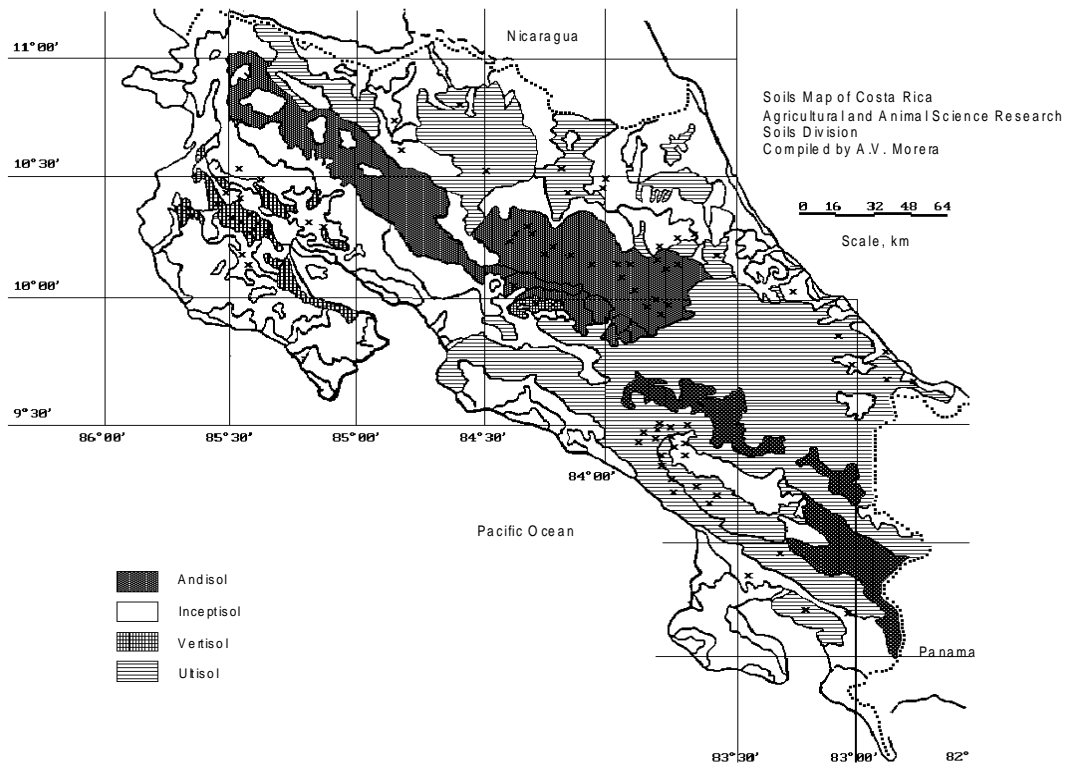 Nicaragua
11°00'
Soils Map of Costa Rica
Agricultural and Animal Science Research
Soils Division
Compiled by A.V. Morera
10°30'
0 16 32 48 64
Scale, km
10°00'
9°30'
86°00'
85°30'
85°00'
84°30'
84°00'
Pacific Ocean
Andisol
Inceptisol
Vertisol
Ultisol
Panama
83°30'
83°00'
82°